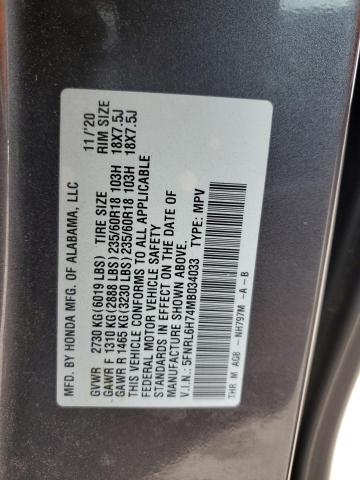 MFD. BY HONDA MFG. OF ALABAMA, LLC 11/'20
GVWR 2730 KG(6019 LBS) TIRE SIZE RIM SIZE
GAWR F 1310 KG(2888 LBS)235/60R18 103H 18X7.5J
GAWR R 1465 KG(3230 LBS)235/60R18 103H 18X7.5J
THIS VEHICLE CONFORMS TO ALL APPLICABLE
FEDERAL MOTOR VEHICLE SAFETY
STANDARDS IN EFFECT ON THE DATE OF
MANUFACTURE SHOWN ABOVE.
V.I.N.: 5FNRL6H74MB034033 TYPE: MPV
THR M AG8 - NH797M -A-B